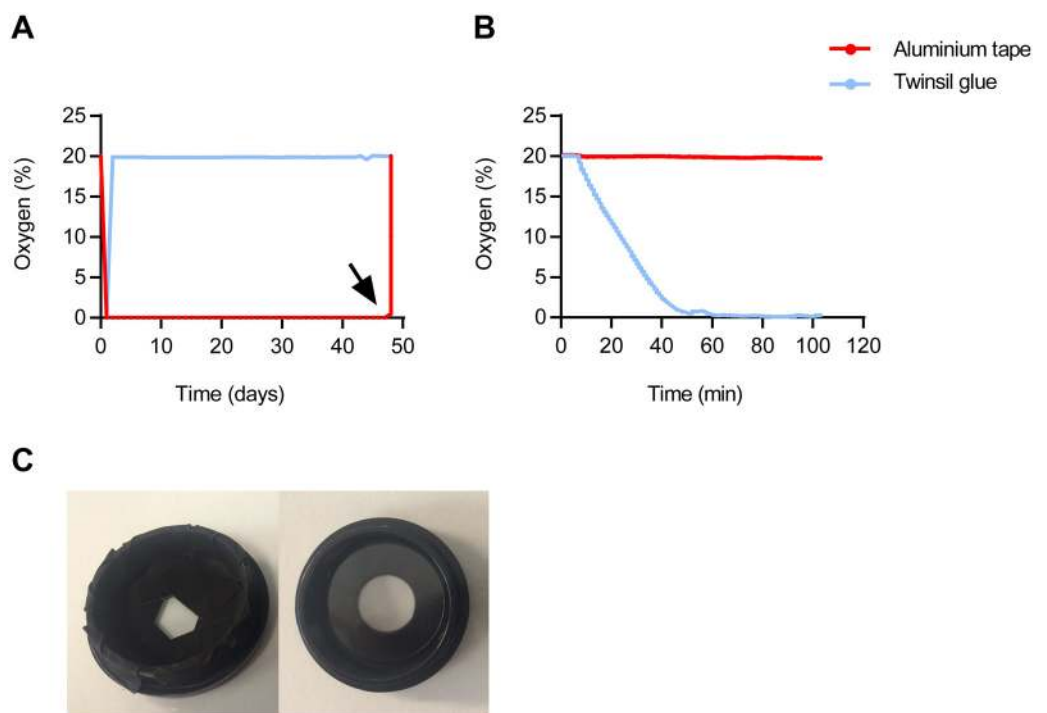 A
B
Aluminium tape
Twinsil glue
25
20
15
10
5
0
Oxygen (%)
0 10 20 30 40 50
Time (days)
25
20
15
10
5
0
Oxygen (%)
0 20 40 60 80 100 120
Time (min)
C